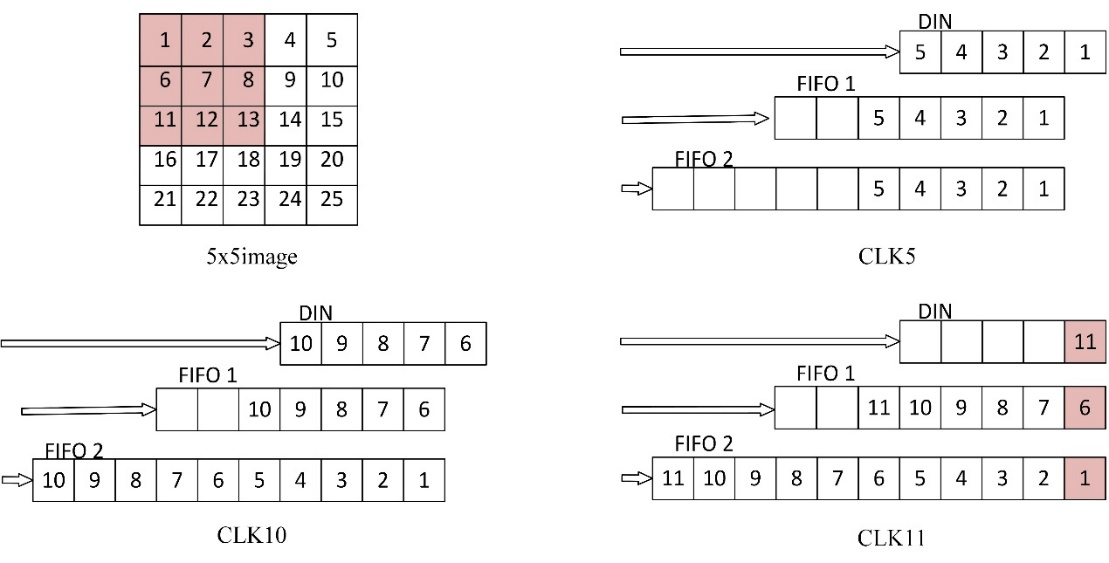 1 2 3 4 5
6 7 8 9 10
11 12 13 14 15
16 17 18 19 20
21 22 23 24 25
5x5image
DIN
5 4 3 2 1
FIFO 1
5 4 3 2 1
FIFO 2
5 4 3 2 1
CLK5
DIN
10 9 8 7 6
FIFO 1
10 9 8 7 6
FIFO 2
10 9 8 7 6 5 4 3 2 1
CLK10
DIN
11
FIFO 1
11 10 9 8 7 6
FIFO 2
11 10 9 8 7 6 5 4 3 2 1
CLK11